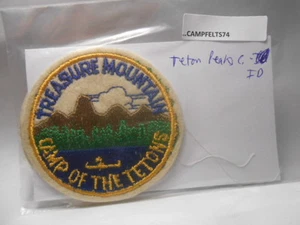 ..CAMPFELT574
Teton Peaks C.
ID
TREASURE MOUNTAIN
CAMP OF THE TETONS